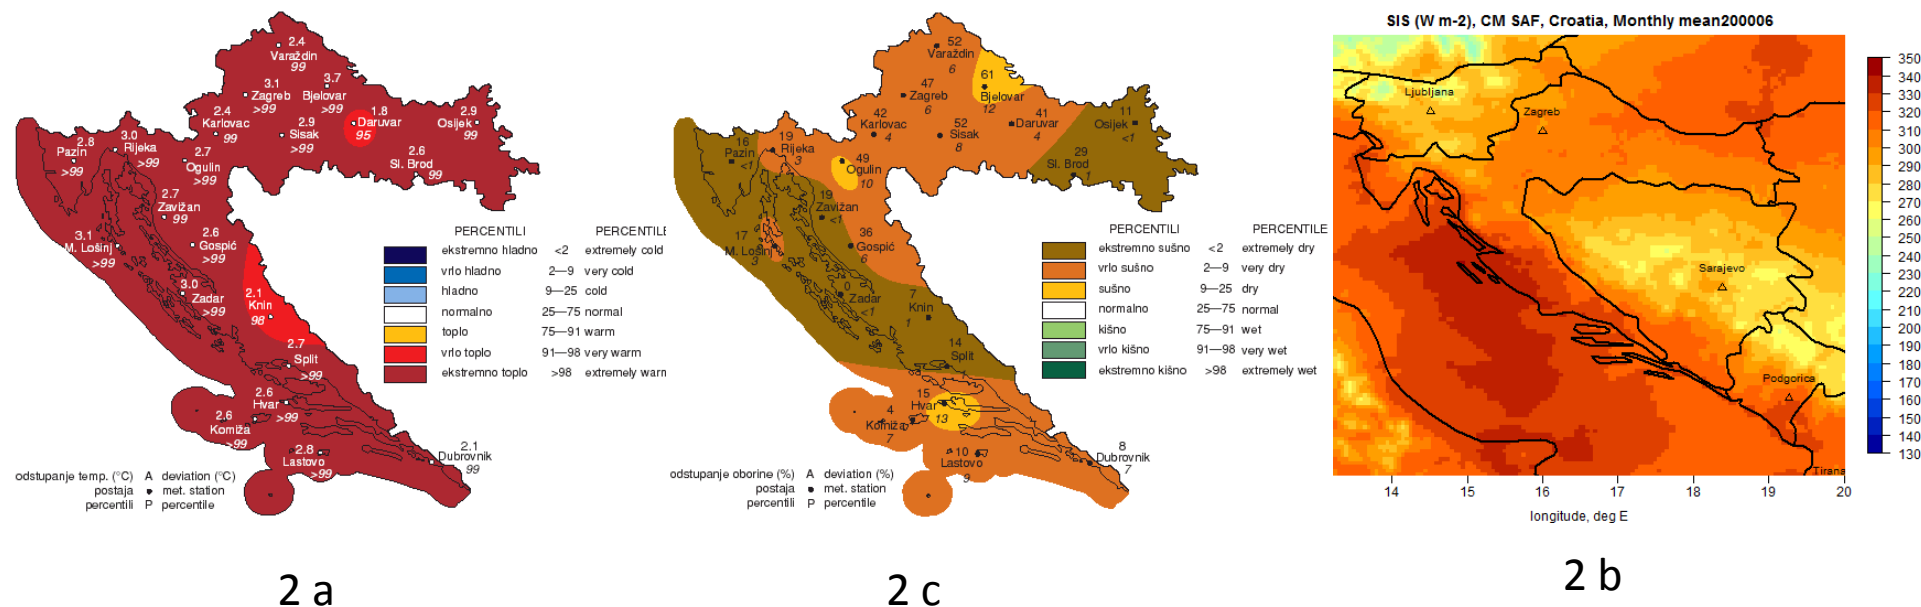 2.4
Varaždin
99
3.1
Zagreb
>99
3.7
Bjelovar
>99
2.4
Karlovac
99
2.9
Sisak
>99
1.8
Daruvar
95
2.9
Osijek
99
2.6
Sl. Brod
99
2.8
Pazin
>99
3.0
Rijeka
>99
2.7
Ogulin
>99
2.7
Zavižan
99
2.6
Gospić
>99
3.1
M. Lošinj
>99
3.0
Zadar
>99
2.1
Knin
98
2.7
Split
>99
2.6
Hvar
>99
2.6
Komiža
>99
2.8
Lastovo
>99
2.1
Dubrovnik
99
PERCENTILI PERCENTILE
ekstremno hladno <2 extremely cold
vrlo hladno 2—9 very cold
hladno 9—25 cold
normalno 25—75 normal
toplo 75—91 warm
vrlo toplo 91—98 very warm
ekstremno toplo >98 extremely warm
odstupanje temp. (°C) A deviation (°C)
postaja met. station
percentili P percentile
2 a
52
Varaždin
6
47
Zagreb
6
61
Bjelovar
12
42
Karlovac
4
52
Sisak
8
41
Daruvar
4
11
Osijek
<1
29
Sl. Brod
1
16
Pazin
<1
19
Rijeka
3
49
Ogulin
10
19
Zavižan
<1
36
Gospić
6
17
M. Lošinj
3
0
Zadar
<1
7
Knin
1
14
Split
15
Hvar
13
4
Komiža
7
10
Lastovo
9
8
Dubrovnik
7
PERCENTILI PERCENTILE
ekstremno sušno <2 extremely dry
vrlo sušno 2—9 very dry
sušno 9—25 dry
normalno 25—75 normal
kišno 75—91 wet
vrlo kišno 91—98 very wet
ekstremno kišno >98 extremely wet
odstupanje oborine (%) A deviation (%)
postaja met. station
percentili P percentile
2 c
SIS (W m-2), CM SAF, Croatia, Monthly mean200006
Ljubljana
Zagreb
Sarajevo
Podgorica
Tirana
14 15 16 17 18 19 20
longitude, deg E
350
340
330
320
310
300
290
280
270
260
250
240
230
220
210
200
190
180
170
160
150
140
130
2 b